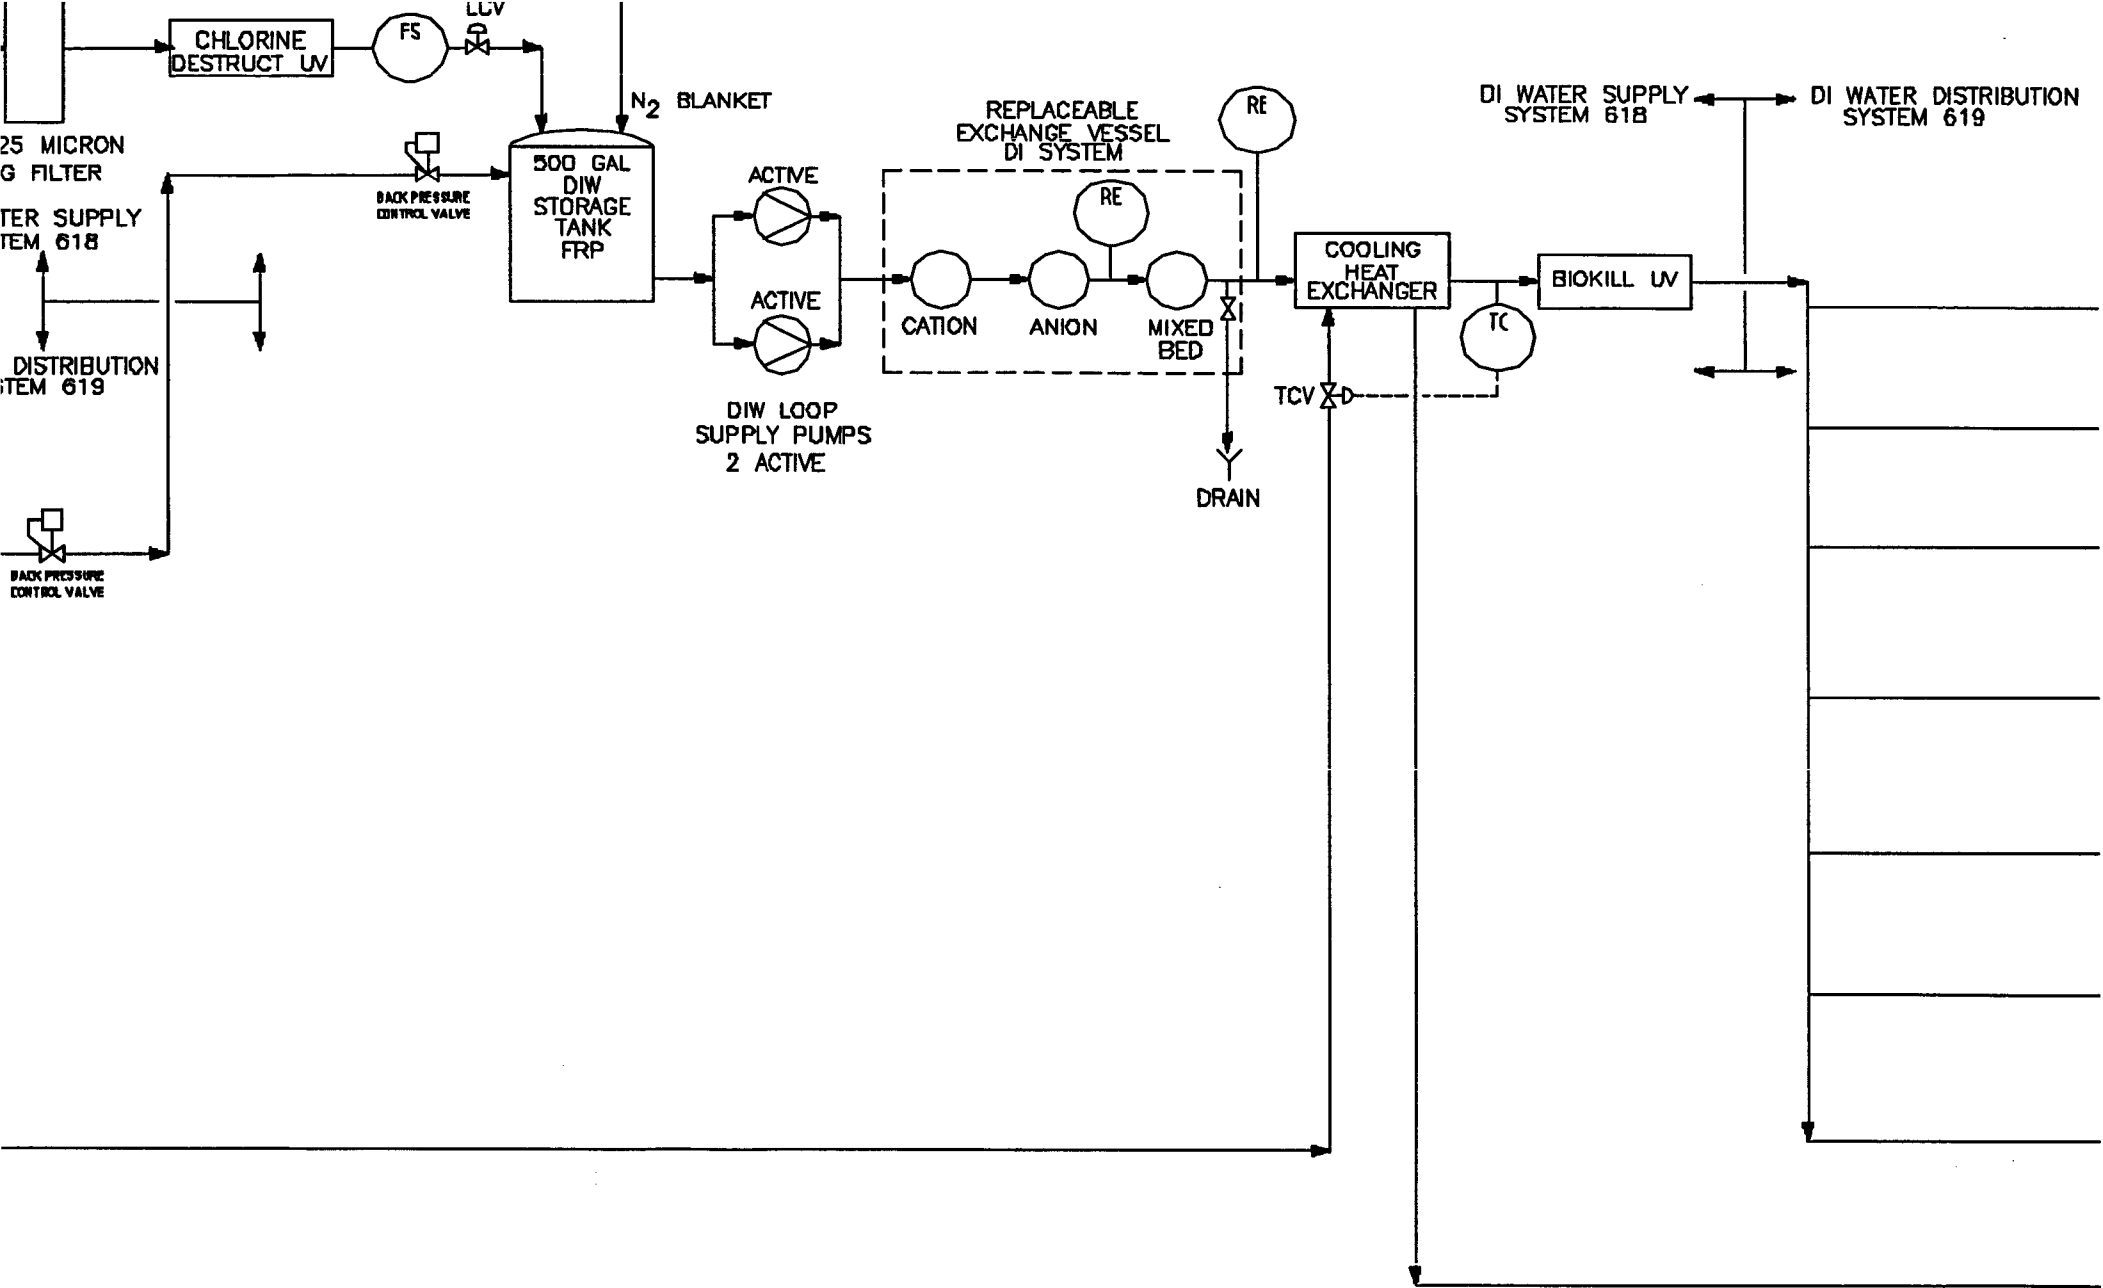 LCV
FS
CHLORINE
DESTRUCT UV
N2 BLANKET
25 MICRON
G FILTER
TER SUPPLY
TEM 618
DISTRIBUTION
STEM 619
BACK PRESSURE
CONTROL VALVE
500 GAL
DIW
STORAGE
TANK
FRP
BACK PRESSURE
CONTROL VALVE
ACTIVE
ACTIVE
DIW LOOP
SUPPLY PUMPS
2 ACTIVE
REPLACEABLE
EXCHANGE VESSEL
DI SYSTEM
RE
RE
CATION
ANION
MIXED
BED
DRAIN
COOLING
HEAT
EXCHANGER
TCV
TC
BIOKILL UV
DI WATER SUPPLY
SYSTEM 618
DI WATER DISTRIBUTION
SYSTEM 619